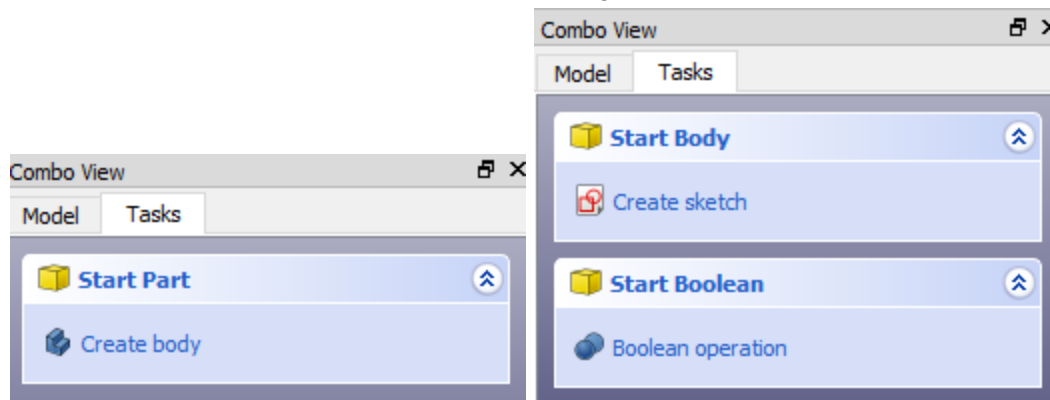 Combo View
Model Tasks
Start Part
Create body
Combo View
Model Tasks
Start Body
Create sketch
Start Boolean
Boolean operation